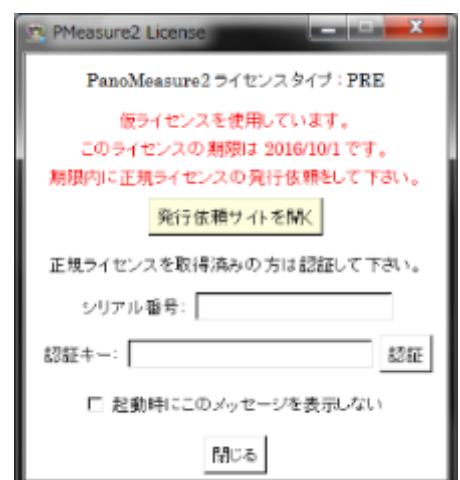 PMeasure2 License
PanoMeasure2 ライセンスタイプ : PRE
仮ライセンスを使用しています。
このライセンスの期限は 2016/10/1 です。
期限内に正規ライセンスの発行依頼をして下さい。
発行依頼サイトを開く
正規ライセンスを取得済みの方は認証して下さい。
シリアル番号:
認証キー: 認証
起動時にこのメッセージを表示しない
閉じる